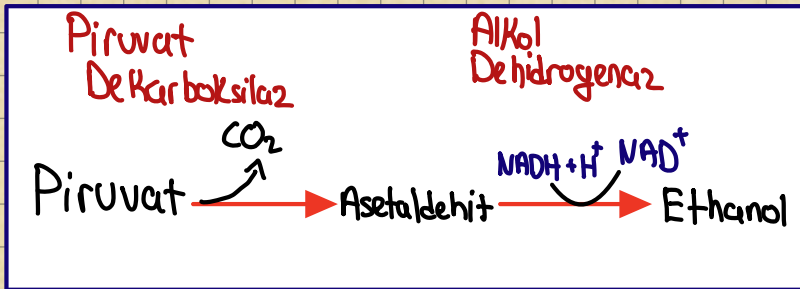 Piruvat
Dekarboksilaz
Alkol
Dehidrogenaz
CO₂
NADH + H⁺ NAD⁺
Piruvat Asetaldehit Ethanol